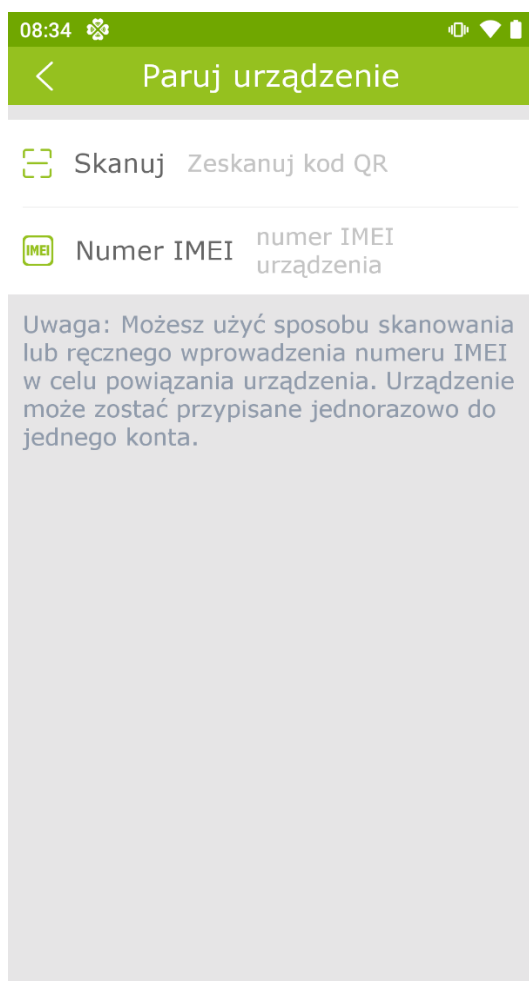 08:34
Paruj urządzenie
Skanuj Zeskanuj kod QR
IMEI Numer IMEI numer IMEI
urządzenia
Uwaga: Możesz użyć sposobu skanowania
lub ręcznego wprowadzenia numeru IMEI
w celu powiązania urządzenia. Urządzenie
może zostać przypisane jednorazowo do
jednego konta.